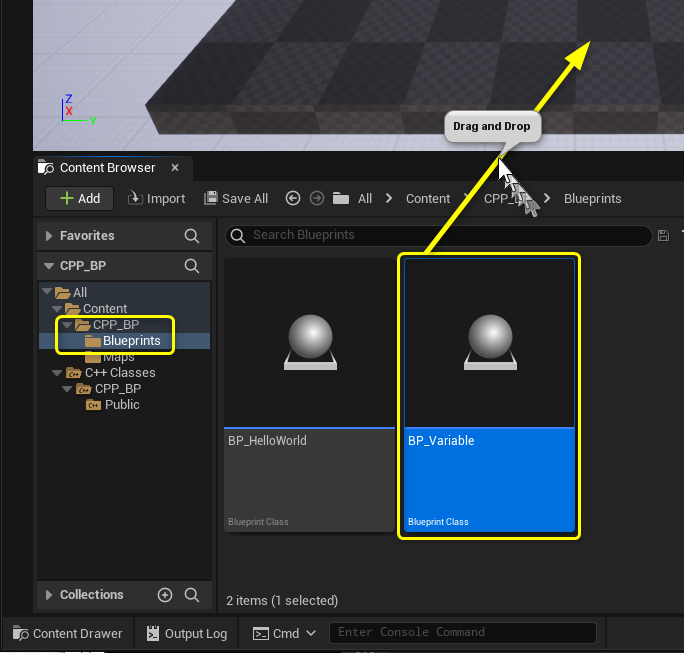 Z
X
Y
Drag and Drop
Content Browser
Add
Import
Save All
All
Content
Blueprints
Favorites
Search Blueprints
CPP_BP
All
Content
CPP_BP
Blueprints
Maps
C++ Classes
CPP_BP
Public
BP_HelloWorld
Blueprint Class
BP_Variable
Blueprint Class
Collections
2 items (1 selected)
Content Drawer
Output Log
Cmd
Enter Console Command